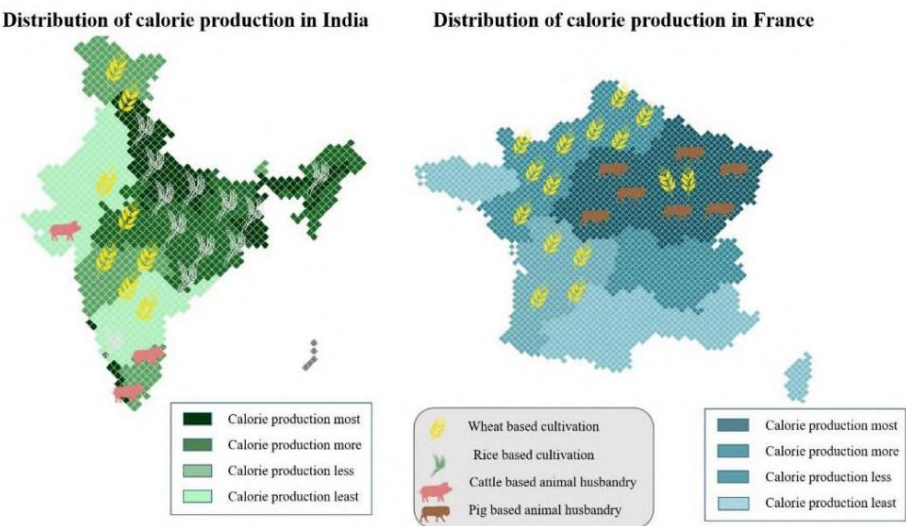 Distribution of calorie production in India
Distribution of calorie production in France
Calorie production most
Calorie production more
Calorie production less
Calorie production least
Wheat based cultivation
Rice based cultivation
Cattle based animal husbandry
Pig based animal husbandry
Calorie production most
Calorie production more
Calorie production less
Calorie production least